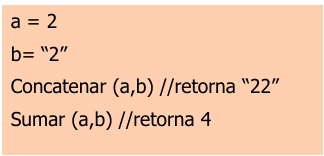 a = 2
b= “2”
Concatenar (a,b) //retorna “22”
Sumar (a,b) //retorna 4